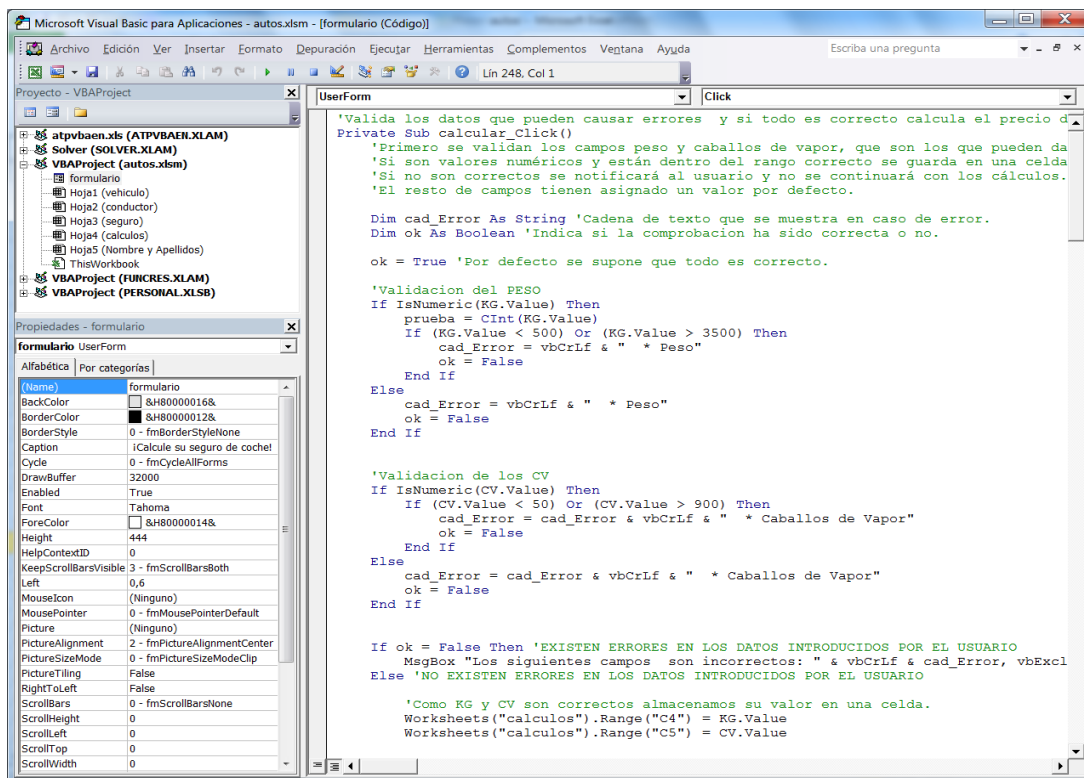 Microsoft Visual Basic para Aplicaciones - autos.xlsm - [formulario (Código)]
Archivo Edición Ver Insertar Formato Depuración Ejecutar Herramientas Complementos Ventana Ayuda
Escriba una pregunta
Lín 248, Col 1
Proyecto - VBAProject
atpvbaen.xls (ATPVBAEN.XLAM)
Solver (SOLVER.XLAM)
VBAProject (autos.xlsm)
formulario
Hoja1 (vehiculo)
Hoja2 (conductor)
Hoja3 (seguro)
Hoja4 (calculos)
Hoja5 (Nombre y Apellidos)
ThisWorkbook
VBAProject (FUNCRES.XLAM)
VBAProject (PERSONAL.XLSB)
Propiedades - formulario
formulario UserForm
Alfabética Por categorías
(Name) formulario
BackColor &H80000016&
BorderColor &H80000012&
BorderStyle 0 - fmBorderStyleNone
Caption ¡Calcule su seguro de coche!
Cycle 0 - fmCycleAllForms
DrawBuffer 32000
Enabled True
Font Tahoma
ForeColor &H80000014&
Height 444
HelpContextID 0
KeepScrollBarsVisible 3 - fmScrollBarsBoth
Left 0,6
MouseIcon (Ninguno)
MousePointer 0 - fmMousePointerDefault
Picture (Ninguno)
PictureAlignment 2 - fmPictureAlignmentCenter
PictureSizeMode 0 - fmPictureSizeModeClip
PictureTiling False
RightToLeft False
ScrollBars 0 - fmScrollBarsNone
ScrollHeight 0
ScrollLeft 0
ScrollTop 0
ScrollWidth 0
UserForm Click
'Valida los datos que pueden causar errores  y si todo es correcto calcula el precio d
Private Sub calcular_Click()
'Primero se validan los campos peso y caballos de vapor, que son los que pueden da
'Si son valores numéricos y están dentro del rango correcto se guarda en una celda
'Si no son correctos se notificará al usuario y no se continuará con los cálculos.
'El resto de campos tienen asignado un valor por defecto.
Dim cad_Error As String 'Cadena de texto que se muestra en caso de error.
Dim ok As Boolean 'Indica si la comprobacion ha sido correcta o no.
ok = True 'Por defecto se supone que todo es correcto.
'Validacion del PESO
If IsNumeric(KG.Value) Then
prueba = CInt(KG.Value)
If (KG.Value < 500) Or (KG.Value > 3500) Then
cad_Error = vbCrLf & "  * Peso"
ok = False
End If
Else
cad_Error = vbCrLf & "  * Peso"
ok = False
End If
'Validacion de los CV
If IsNumeric(CV.Value) Then
If (CV.Value < 50) Or (CV.Value > 900) Then
cad_Error = cad_Error & vbCrLf & "  * Caballos de Vapor"
ok = False
End If
Else
cad_Error = cad_Error & vbCrLf & "  * Caballos de Vapor"
ok = False
End If
If ok = False Then 'EXISTEN ERRORES EN LOS DATOS INTRODUCIDOS POR EL USUARIO
MsgBox "Los siguientes campos  son incorrectos: " & vbCrLf & cad_Error, vbExcl
Else 'NO EXISTEN ERRORES EN LOS DATOS INTRODUCIDOS POR EL USUARIO
'Como KG y CV son correctos almacenamos su valor en una celda.
Worksheets("calculos").Range("C4") = KG.Value
Worksheets("calculos").Range("C5") = CV.Value